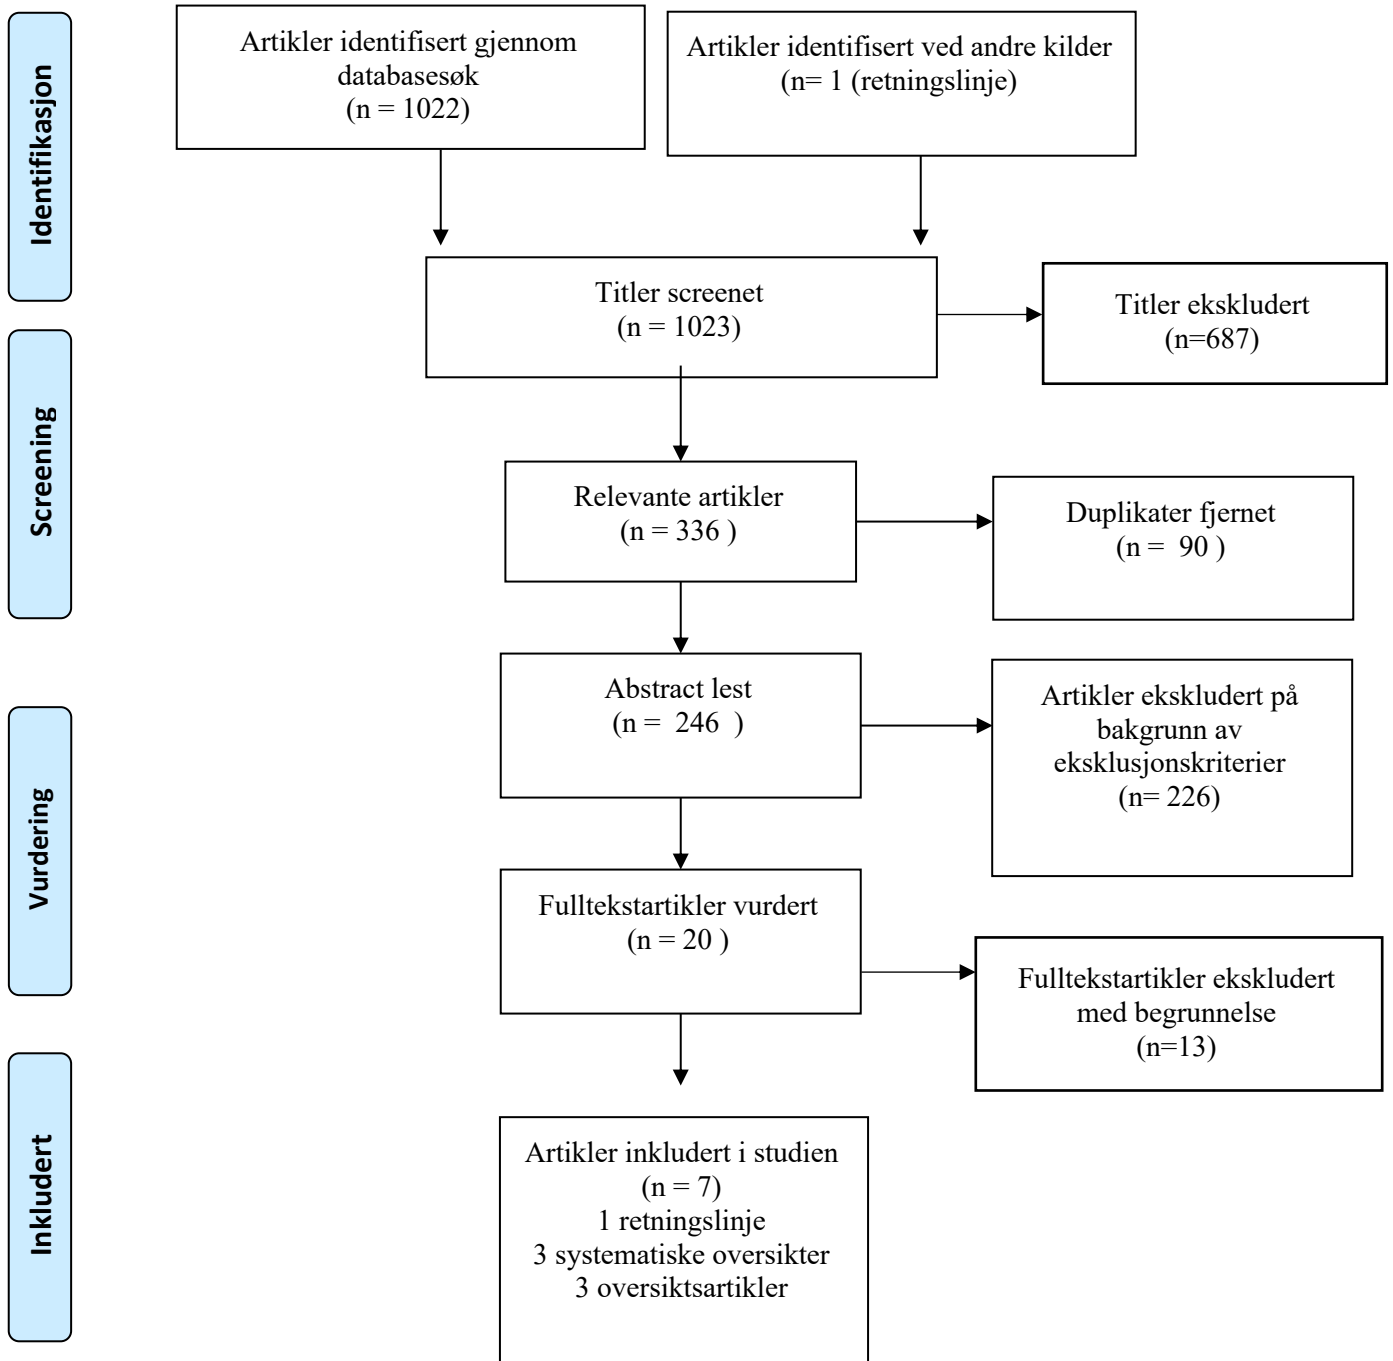 Identifikasjon
Artikler identifisert gjennom
databasesøk
(n = 1022)
Artikler identifisert ved andre kilder
(n= 1 (retningslinje)
Titler screenet
(n = 1023)
Titler ekskludert
(n=687)
Screening
Relevante artikler
(n = 336 )
Duplikater fjernet
(n =  90 )
Abstract lest
(n =  246  )
Artikler ekskludert på
bakgrunn av
eksklusjonskriterier
(n= 226)
Vurdering
Fulltekstartikler vurdert
(n = 20 )
Fulltekstartikler ekskludert
med begrunnelse
(n=13)
Inkludert
Artikler inkludert i studien
(n = 7)
1 retningslinje
3 systematiske oversikter
3 oversiktsartikler